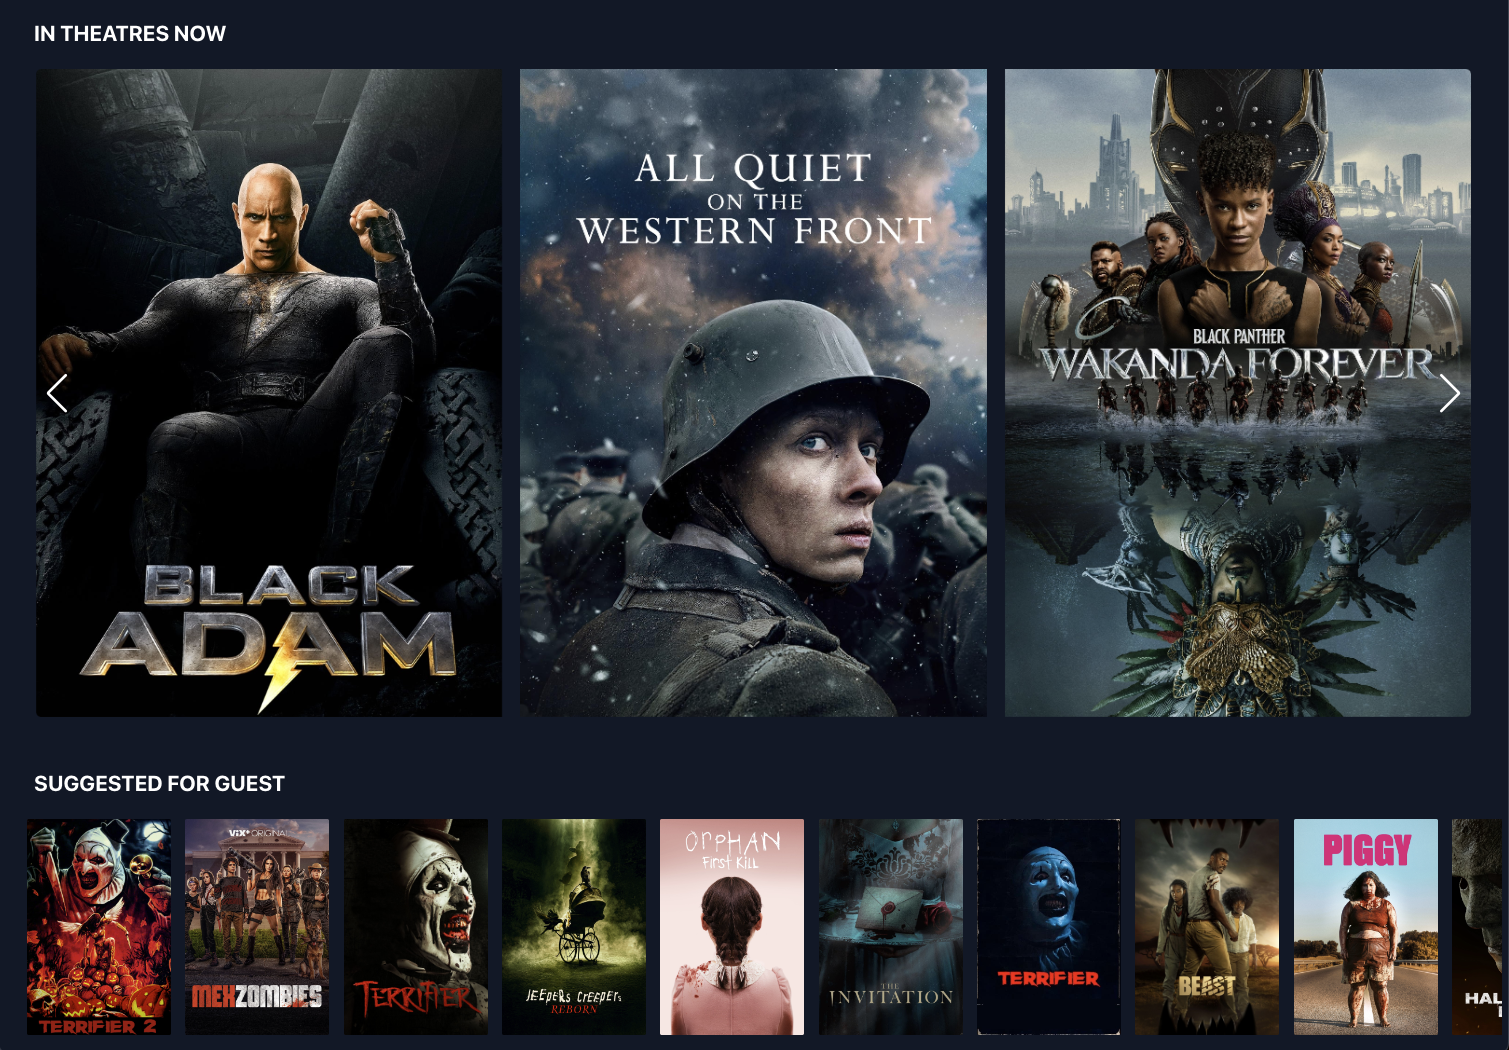 IN THEATRES NOW
BLACK
ADAM
ALL QUIET
ON THE
WESTERN FRONT
BLACK PANTHER
WAKANDA FOREVER
SUGGESTED FOR GUEST
TERRIFIER 2
ViX+ ORIGINAL
MEXZOMBIES
TERRIFIER
JEEPERS CREEPERS
REBORN
ORPHAN
First Kill
THE
INVITATION
TERRIFIER
BEAST
PIGGY
HAL